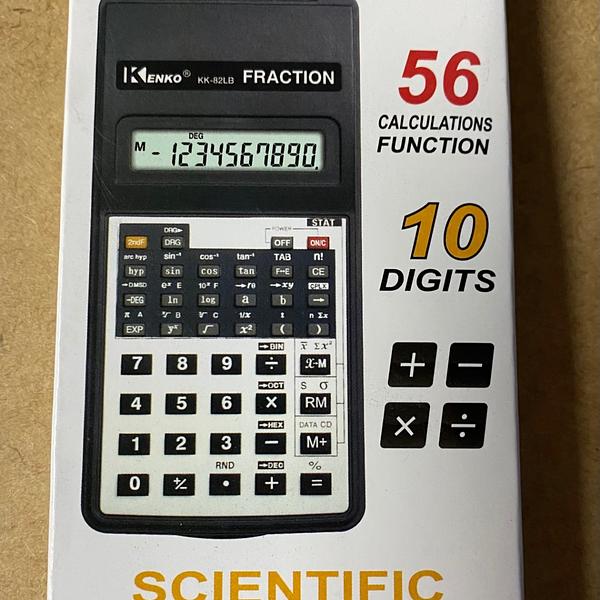 KENKO® KK-82LB FRACTION
DEG
M -1234567890.
STAT
DRG▶ POWER
2ndF DRG OFF ON/C
arc hyp sin⁻¹ cos⁻¹ tan⁻¹ TAB n!
hyp sin cos tan F↔E CE
→DMSD eˣ E 10ˣ F →rθ →xy CPLX
→DEG ln log a b →
π A ³√ C 1/x t n Σx
EXP yˣ √ x² ( )
→BIN x̄ Σx²
7 8 9 ÷ x→M
→OCT S σ
4 5 6 × RM
→HEX DATA CD
1 2 3 − M+
RND →DEC %
0 +/- • + =
56
CALCULATIONS
FUNCTION
10
DIGITS
+ −
× ÷
SCIENTIFIC